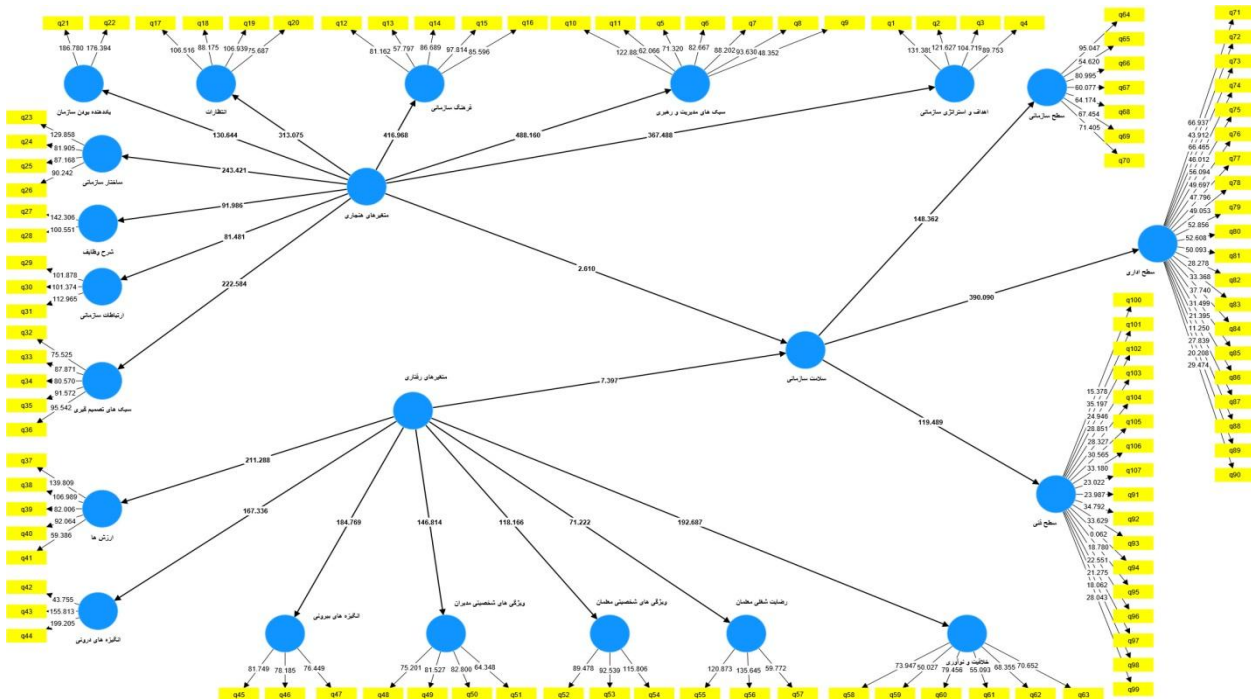 q21 q22 q17 q18 q19 q20 q12 q13 q14 q15 q16 q10 q11 q5 q6 q7 q8 q9 q1 q2 q3 q4
186.780 176.394
یاددهنده بودن سازمان
106.516 88.175 106.939 75.687
انتظارات
81.162 57.797 86.689 97.814 85.596
فرهنگ سازمانی
62.066 71.320 82.667 88.202 93.630 48.352
سبک های مدیریت و رهبری
121.627 104.719 89.753
اهداف و استراتژی سازمانی
q64
q65
q66
q67
q68
q69
q70
95.047
54.620
80.995
60.077
64.174
67.454
71.405
سطح سازمانی
q71
q72
q73
q74
q75
q76
q77
q78
q79
q80
q81
q82
q83
q84
q85
q86
q87
q88
q89
q90
66.937
43.912
66.465
46.012
56.094
49.697
47.796
49.053
52.856
52.608
50.093
28.278
33.368
37.740
31.499
21.395
11.250
27.839
20.208
29.474
سطح اداری
130.644
313.075
416.968
488.160
367.488
متغیرهای هنجاری
243.421
91.986
81.481
222.584
2.610
q23
q24
q25
q26
129.858
81.905
87.168
90.242
ساختار سازمانی
q27
q28
142.306
100.551
شرح وظایف
q29
q30
q31
101.878
101.374
112.965
ارتباطات سازمانی
q32
q33
q34
q35
q36
75.525
87.871
80.570
91.572
95.542
سبک های تصمیم گیری
148.362
390.090
سلامت سازمانی
119.489
7.397
متغیرهای رفتاری
211.288
167.336
184.769
146.814
118.166
71.222
192.687
q37
q38
q39
q40
q41
139.809
106.989
82.006
92.064
59.386
ارزش ها
q42
q43
q44
43.755
155.813
199.205
انگیزه های درونی
انگیزه های بیرونی
81.749 78.185 76.449
q45 q46 q47
ویژگی های شخصیتی مدیران
75.201 81.527 82.800 64.348
q48 q49 q50 q51
ویژگی های شخصیتی معلمان
89.478 92.539 115.806
q52 q53 q54
رضایت شغلی معلمان
120.873 135.645 59.772
q55 q56 q57
خلاقیت و نوآوری
73.947 50.027 79.456 55.093 68.355 70.652
q58 q59 q60 q61 q62 q63
q100
q101
q102
q103
q104
q105
q106
q107
q91
q92
q93
q94
q95
q96
q97
q98
q99
15.378
35.197
24.946
28.851
28.327
30.565
33.180
23.022
23.987
34.792
33.629
18.780
22.551
21.275
18.062
28.043
سطح فنی